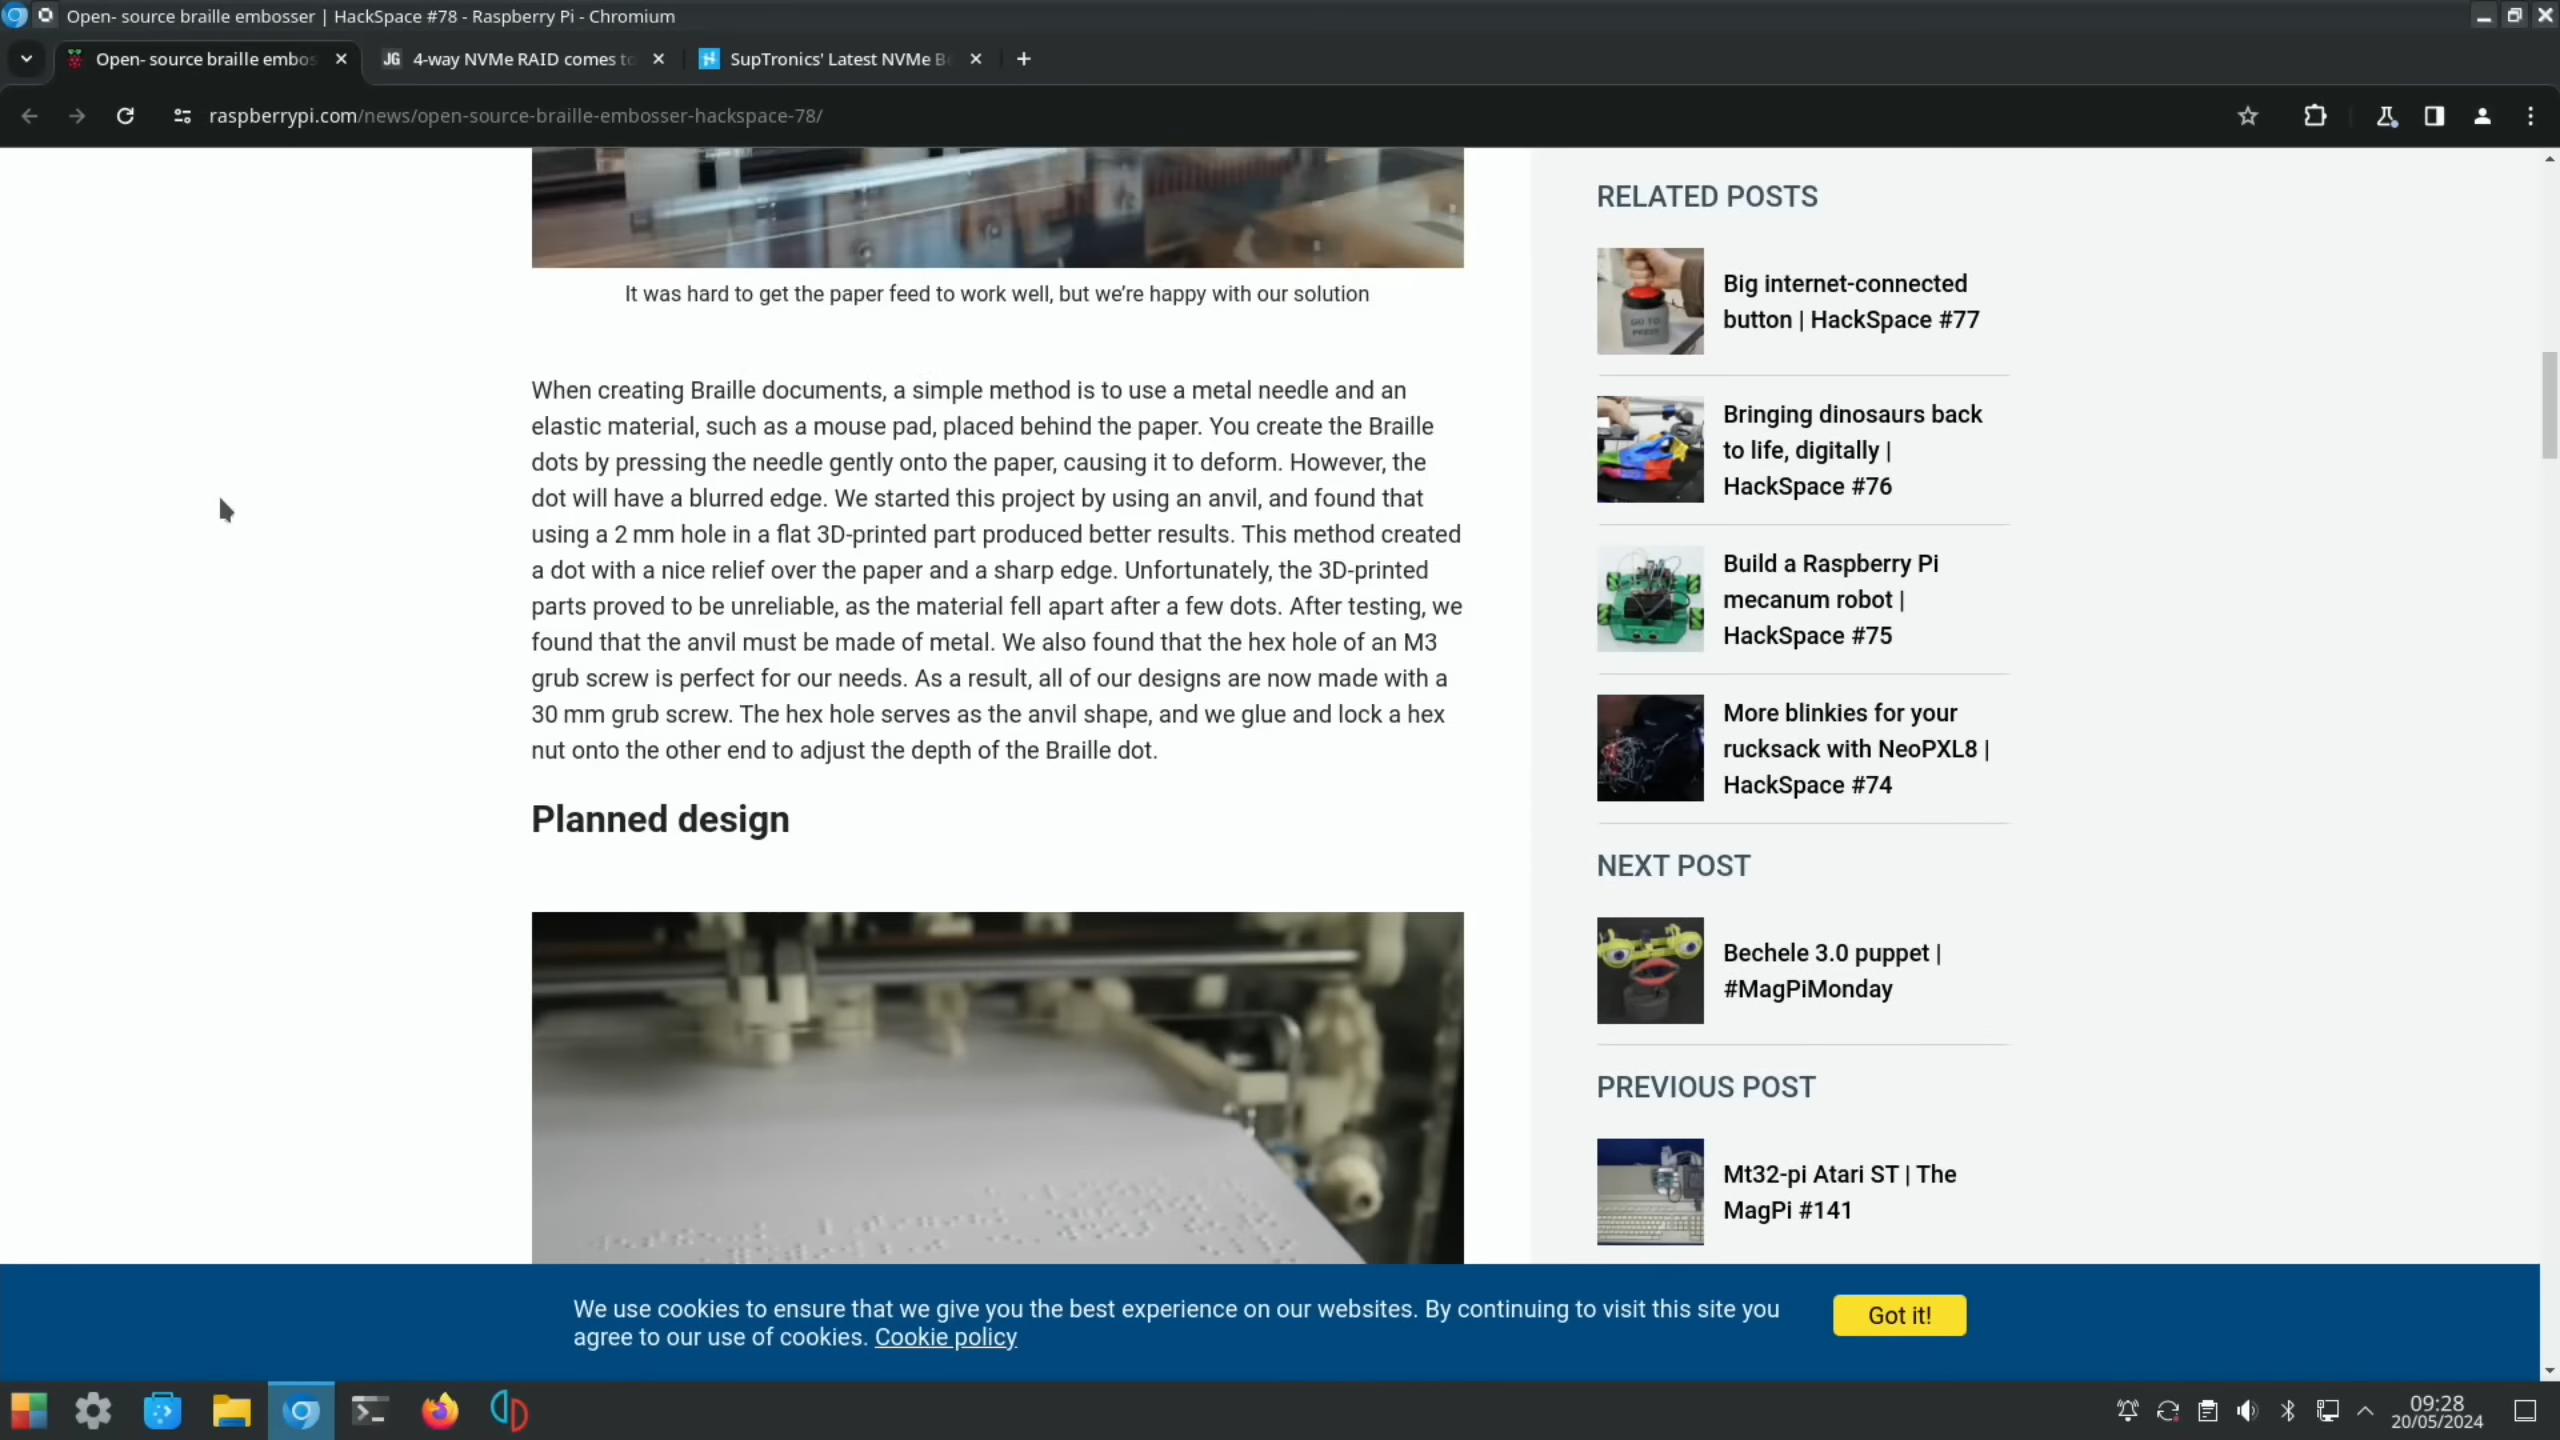 Open- source braille embosser | HackSpace #78 - Raspberry Pi - Chromium
Open- source braille embos
4-way NVMe RAID comes to
SupTronics' Latest NVMe B
raspberrypi.com/news/open-source-braille-embosser-hackspace-78/
It was hard to get the paper feed to work well, but we’re happy with our solution
When creating Braille documents, a simple method is to use a metal needle and an
elastic material, such as a mouse pad, placed behind the paper. You create the Braille
dots by pressing the needle gently onto the paper, causing it to deform. However, the
dot will have a blurred edge. We started this project by using an anvil, and found that
using a 2 mm hole in a flat 3D-printed part produced better results. This method created
a dot with a nice relief over the paper and a sharp edge. Unfortunately, the 3D-printed
parts proved to be unreliable, as the material fell apart after a few dots. After testing, we
found that the anvil must be made of metal. We also found that the hex hole of an M3
grub screw is perfect for our needs. As a result, all of our designs are now made with a
30 mm grub screw. The hex hole serves as the anvil shape, and we glue and lock a hex
nut onto the other end to adjust the depth of the Braille dot.
Planned design
RELATED POSTS
GO TO
PRESS
Big internet-connected
button | HackSpace #77
Bringing dinosaurs back
to life, digitally |
HackSpace #76
Build a Raspberry Pi
mecanum robot |
HackSpace #75
More blinkies for your
rucksack with NeoPXL8 |
HackSpace #74
NEXT POST
Bechele 3.0 puppet |
#MagPiMonday
PREVIOUS POST
Mt32-pi Atari ST | The
MagPi #141
We use cookies to ensure that we give you the best experience on our websites. By continuing to visit this site you
agree to our use of cookies. Cookie policy
Got it!
09:28
20/05/2024